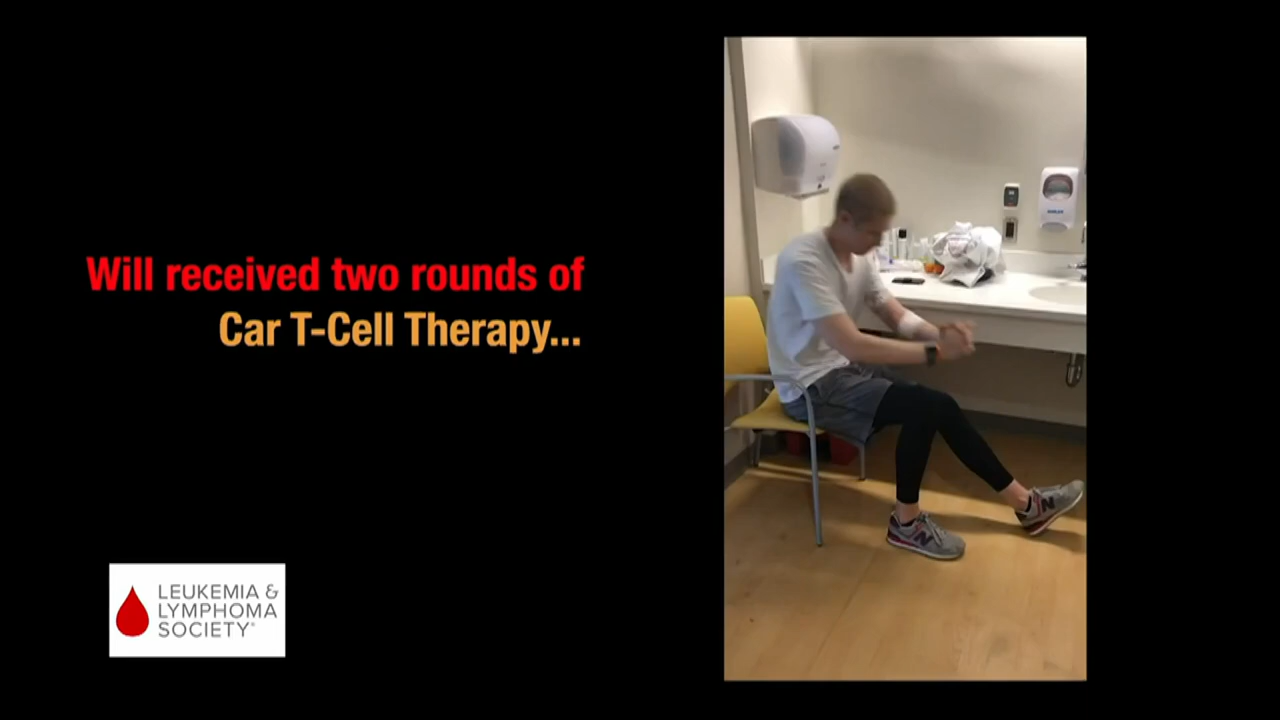 Will received two rounds of
Car T-Cell Therapy...
LEUKEMIA &
LYMPHOMA
SOCIETY®
N